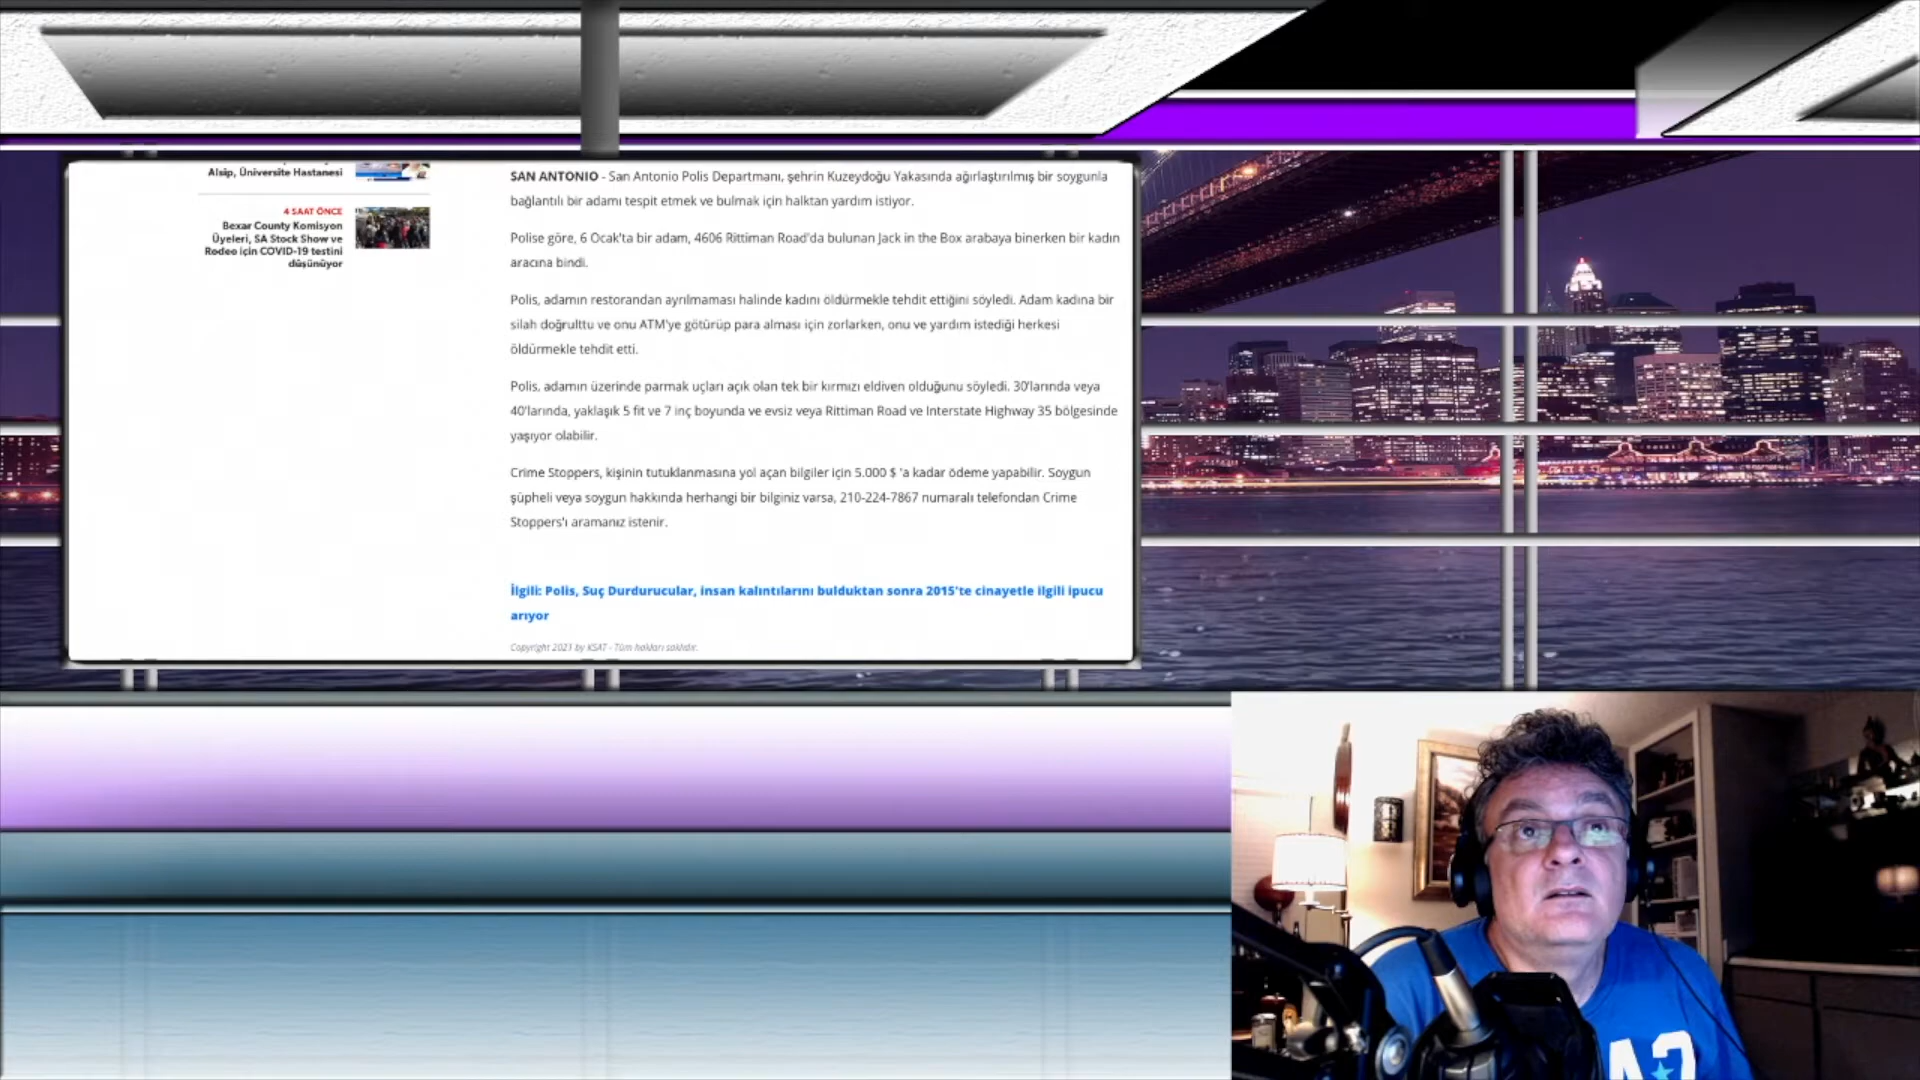 Alsip, Üniversite Hastanesi
4 SAAT ÖNCE
Bexar County Komisyon
Üyeleri, SA Stock Show ve
Rodeo için COVID-19 testini
düşünüyor
SAN ANTONIO - San Antonio Polis Departmanı, şehrin Kuzeydoğu Yakasında ağırlaştırılmış bir soygunla
bağlantılı bir adamı tespit etmek ve bulmak için halktan yardım istiyor.
Polise göre, 6 Ocak'ta bir adam, 4606 Rittiman Road'da bulunan Jack in the Box arabaya binerken bir kadın
aracına bindi.
Polis, adamın restorandan ayrılmaması halinde kadını öldürmekle tehdit ettiğini söyledi. Adam kadına bir
silah doğrulttu ve onu ATM'ye götürüp para alması için zorlarken, onu ve yardım istediği herkesi
öldürmekle tehdit etti.
Polis, adamın üzerinde parmak uçları açık olan tek bir kırmızı eldiven olduğunu söyledi. 30'larında veya
40'larında, yaklaşık 5 fit ve 7 inç boyunda ve evsiz veya Rittiman Road ve Interstate Highway 35 bölgesinde
yaşıyor olabilir.
Crime Stoppers, kişinin tutuklanmasına yol açan bilgiler için 5.000 $ 'a kadar ödeme yapabilir. Soygun
şüpheli veya soygun hakkında herhangi bir bilginiz varsa, 210-224-7867 numaralı telefondan Crime
Stoppers'ı aramanız istenir.
İlgili: Polis, Suç Durdurucular, insan kalıntılarını bulduktan sonra 2015'te cinayetle ilgili ipucu
arıyor
Copyright 2021 by KSAT - Tüm hakları saklıdır.